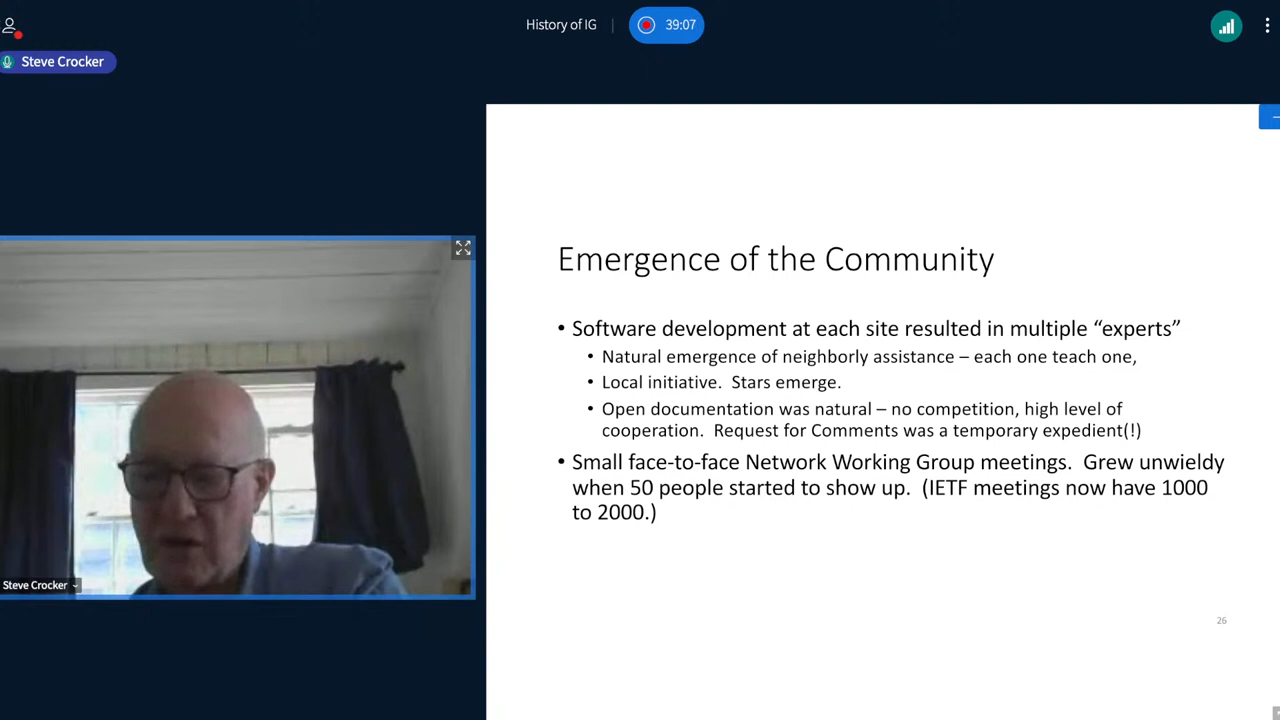 History of IG
39:07
Steve Crocker
Emergence of the Community
• Software development at each site resulted in multiple “experts”
• Natural emergence of neighborly assistance – each one teach one,
• Local initiative.  Stars emerge.
• Open documentation was natural – no competition, high level of
cooperation.  Request for Comments was a temporary expedient(!)
• Small face-to-face Network Working Group meetings.  Grew unwieldy
when 50 people started to show up.  (IETF meetings now have 1000
to 2000.)
Steve Crocker
26